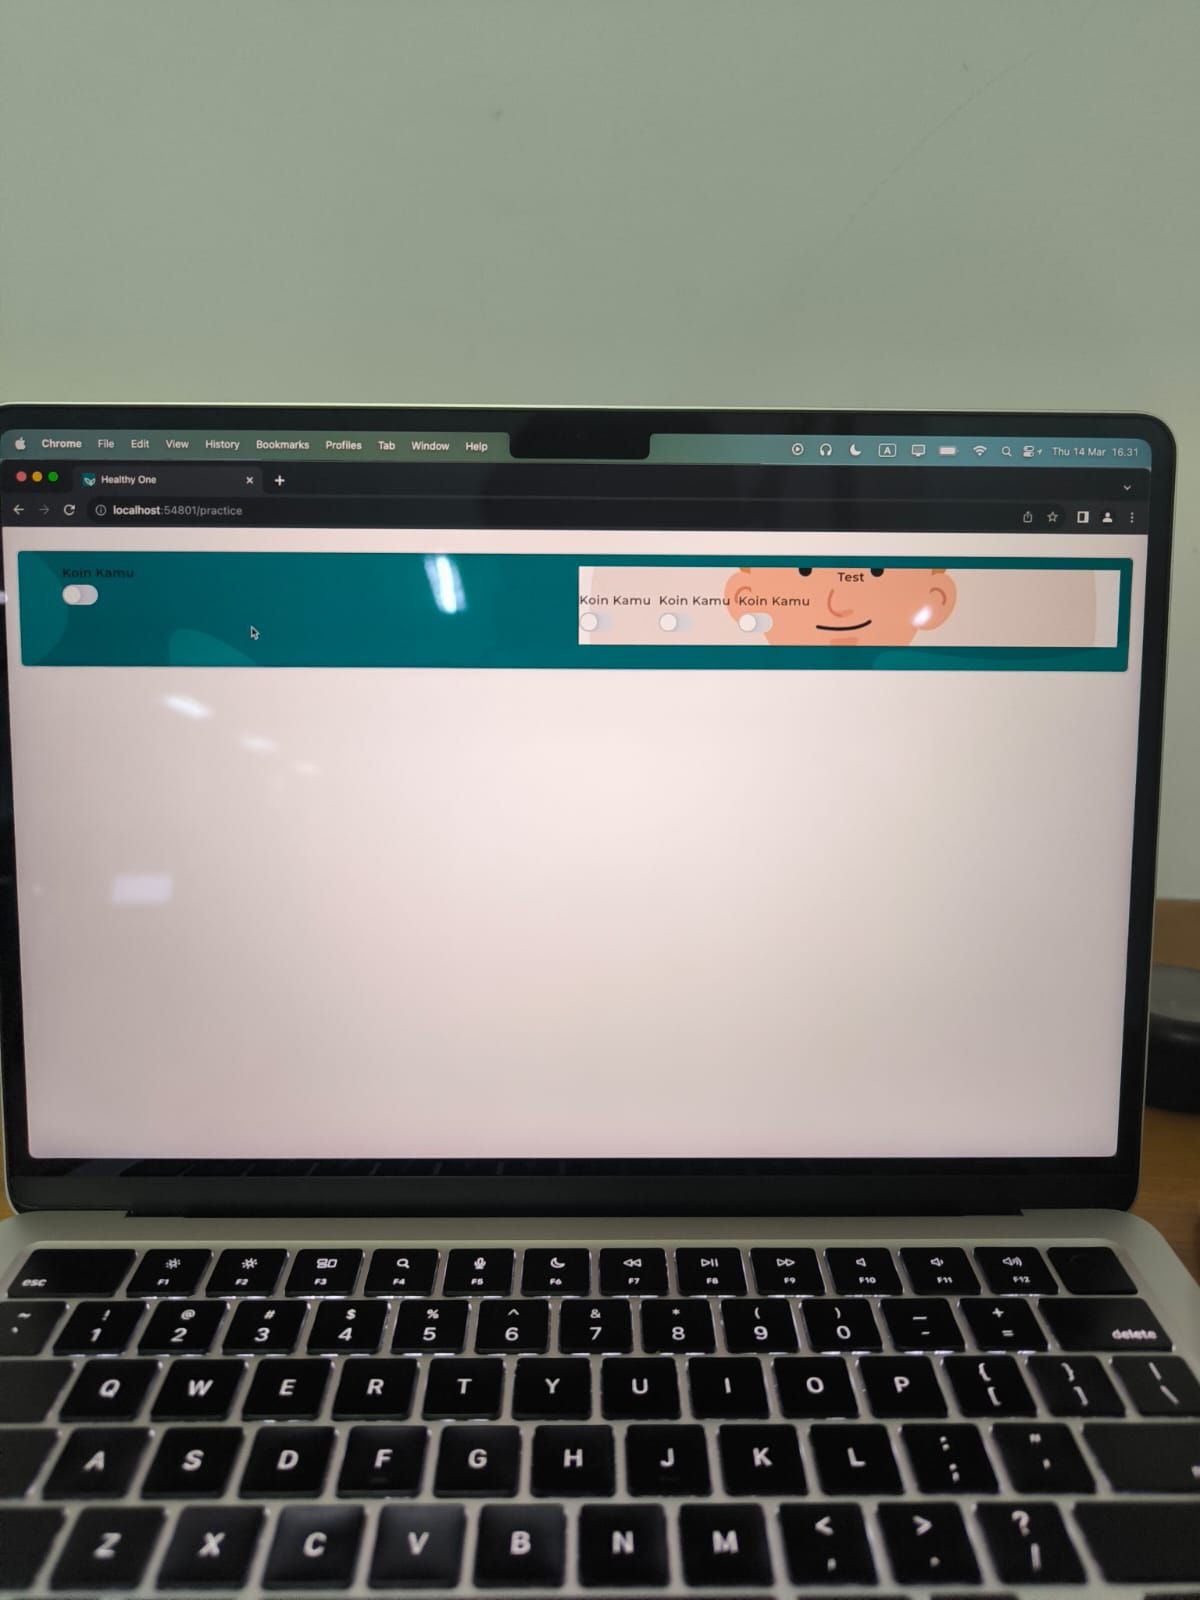 Chrome File Edit View History Bookmarks Profiles Tab Window Help A Thu 14 Mar 16.31
Healthy One
localhost:54801/practice
Koin Kamu
Test
Koin Kamu Koin Kamu Koin Kamu
esc F1 F2 F3 F4 F5 F6 F7 F8 F9 F10 F11 F12
~ ! @ # $ % ^ & * ( ) — +
` 1 2 3 4 5 6 7 8 9 0 - = delete
Q W E R T Y U I O P { [ } ] | \
A S D F G H J K L : ; " '
Z X C V B N M < , > . ? /